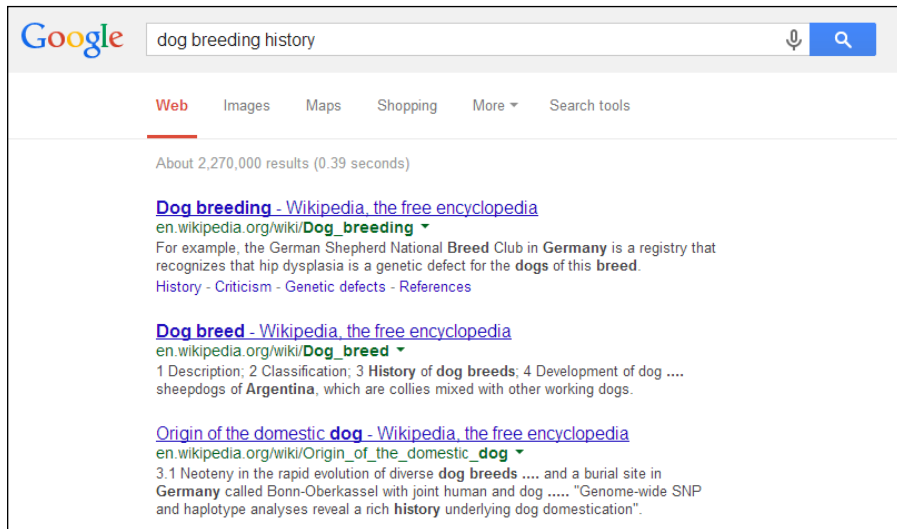 Google dog breeding history
Web Images Maps Shopping More Search tools
About 2,270,000 results (0.39 seconds)
Dog breeding - Wikipedia, the free encyclopedia
en.wikipedia.org/wiki/Dog_breeding
For example, the German Shepherd National Breed Club in Germany is a registry that
recognizes that hip dysplasia is a genetic defect for the dogs of this breed.
History - Criticism - Genetic defects - References
Dog breed - Wikipedia, the free encyclopedia
en.wikipedia.org/wiki/Dog_breed
1 Description; 2 Classification; 3 History of dog breeds; 4 Development of dog ....
sheepdogs of Argentina, which are collies mixed with other working dogs.
Origin of the domestic dog - Wikipedia, the free encyclopedia
en.wikipedia.org/wiki/Origin_of_the_domestic_dog
3.1 Neoteny in the rapid evolution of diverse dog breeds .... and a burial site in
Germany called Bonn-Oberkassel with joint human and dog ..... "Genome-wide SNP
and haplotype analyses reveal a rich history underlying dog domestication".